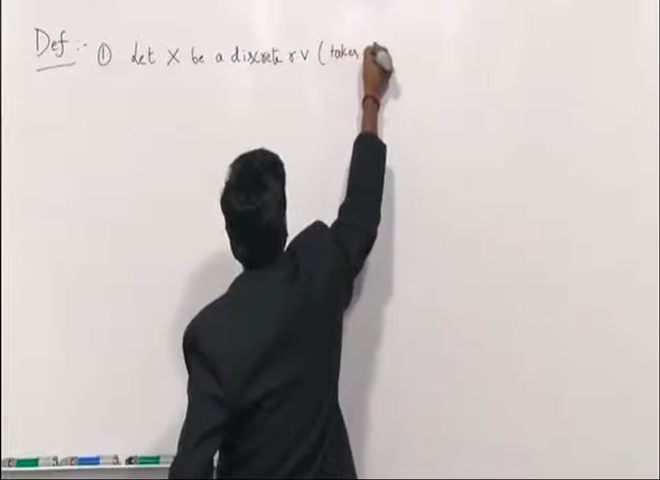 Def :- ① Let X be a discrete r.v (takes